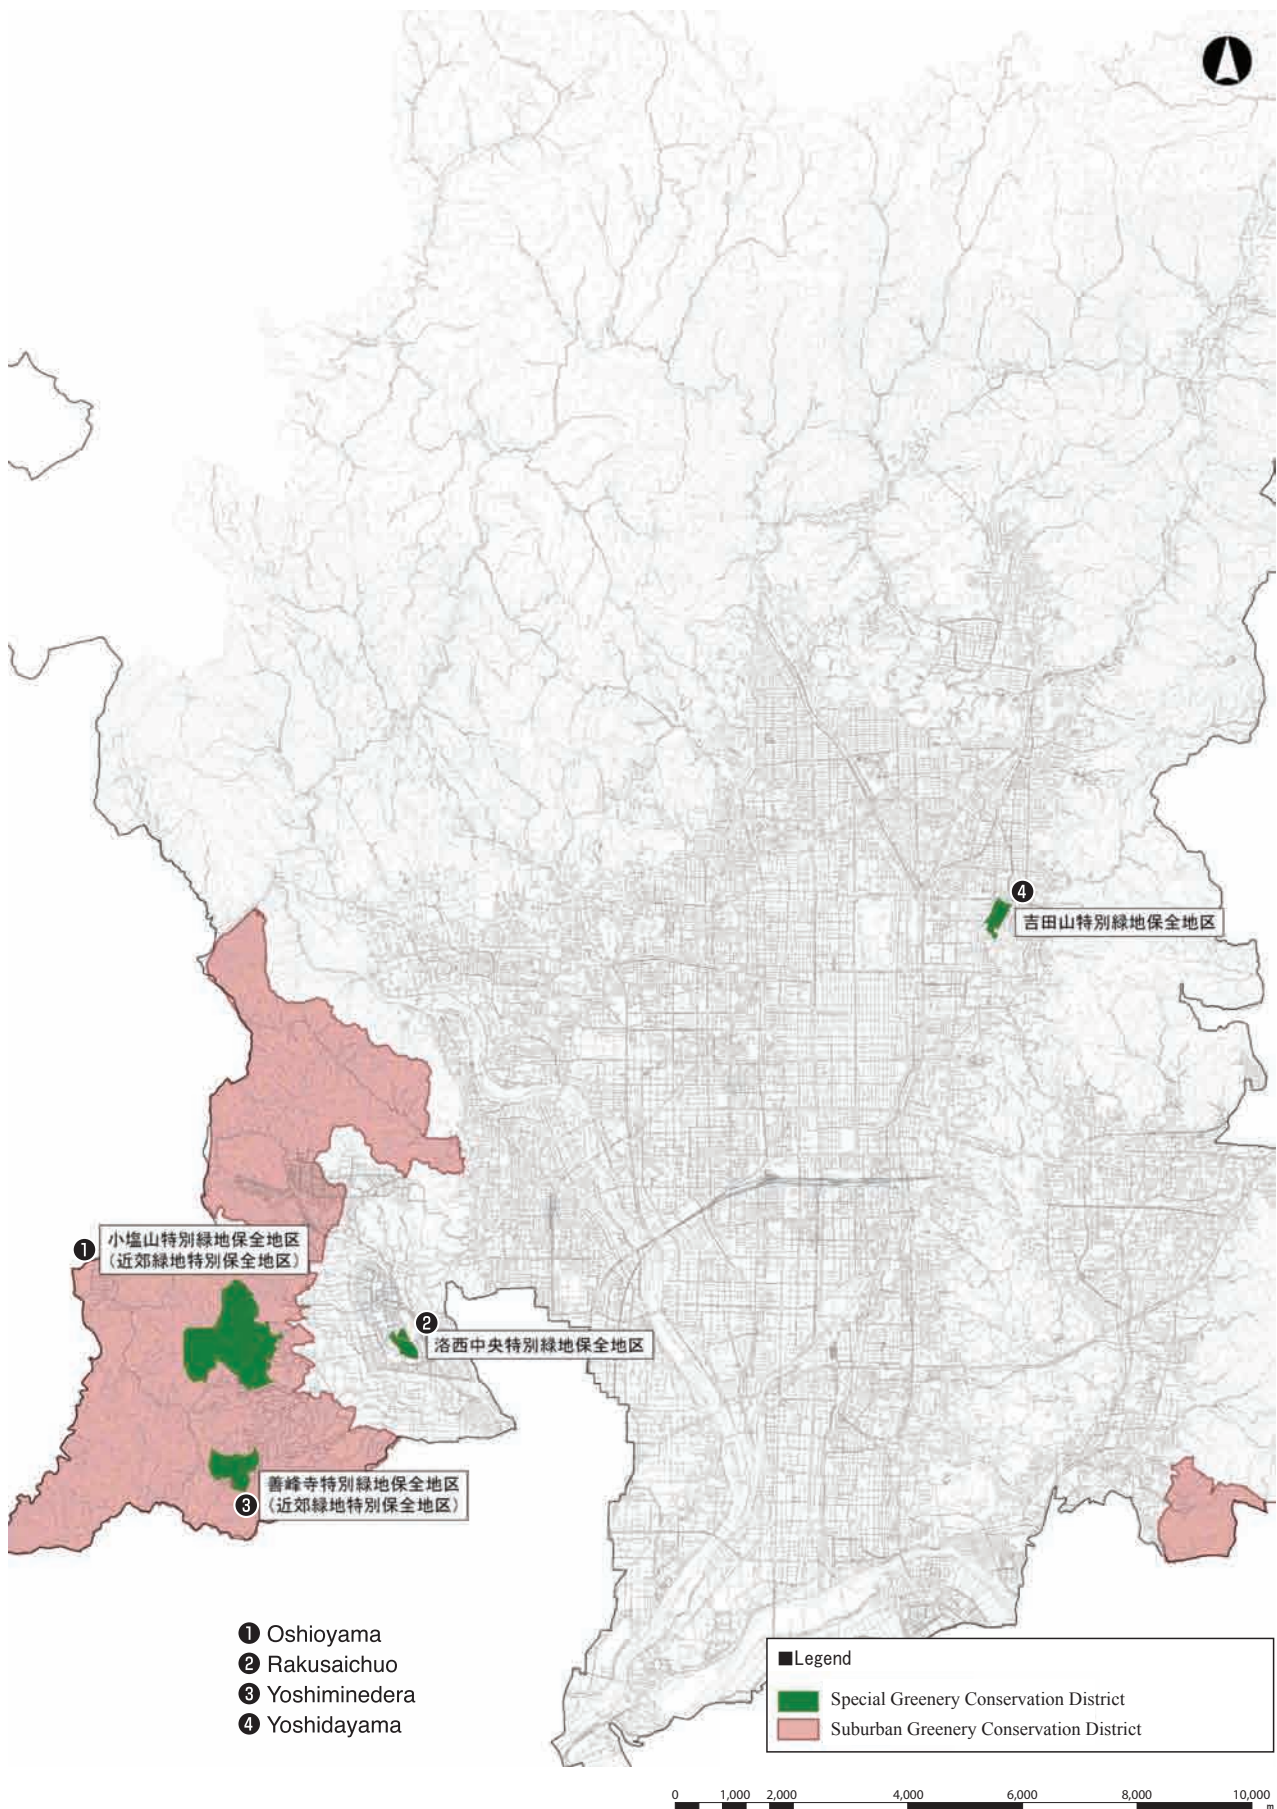 ❹
吉田山特別緑地保全地区
❶
小塩山特別緑地保全地区
（近郊緑地特別保全地区）
❷
洛西中央特別緑地保全地区
善峰寺特別緑地保全地区
（近郊緑地特別保全地区）
❸
❶ Oshioyama
❷ Rakusaichuo
❸ Yoshiminedera
❹ Yoshidayama
■Legend
Special Greenery Conservation District
Suburban Greenery Conservation District
0 1,000 2,000 4,000 6,000 8,000 10,000
m